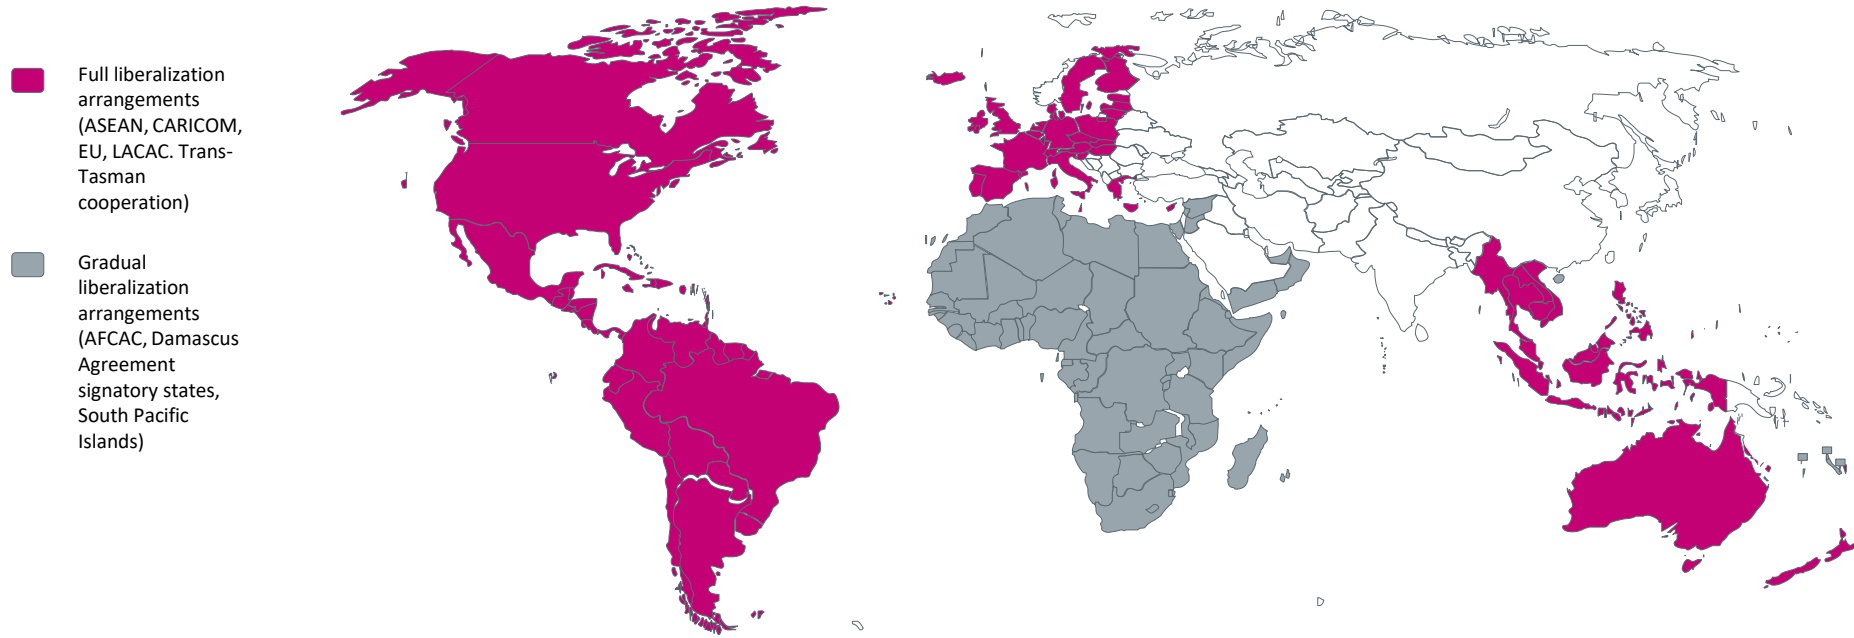 Full liberalization
arrangements
(ASEAN, CARICOM,
EU, LACAC. Trans-
Tasman
cooperation)
Gradual
liberalization
arrangements
(AFCAC, Damascus
Agreement
signatory states,
South Pacific
Islands)